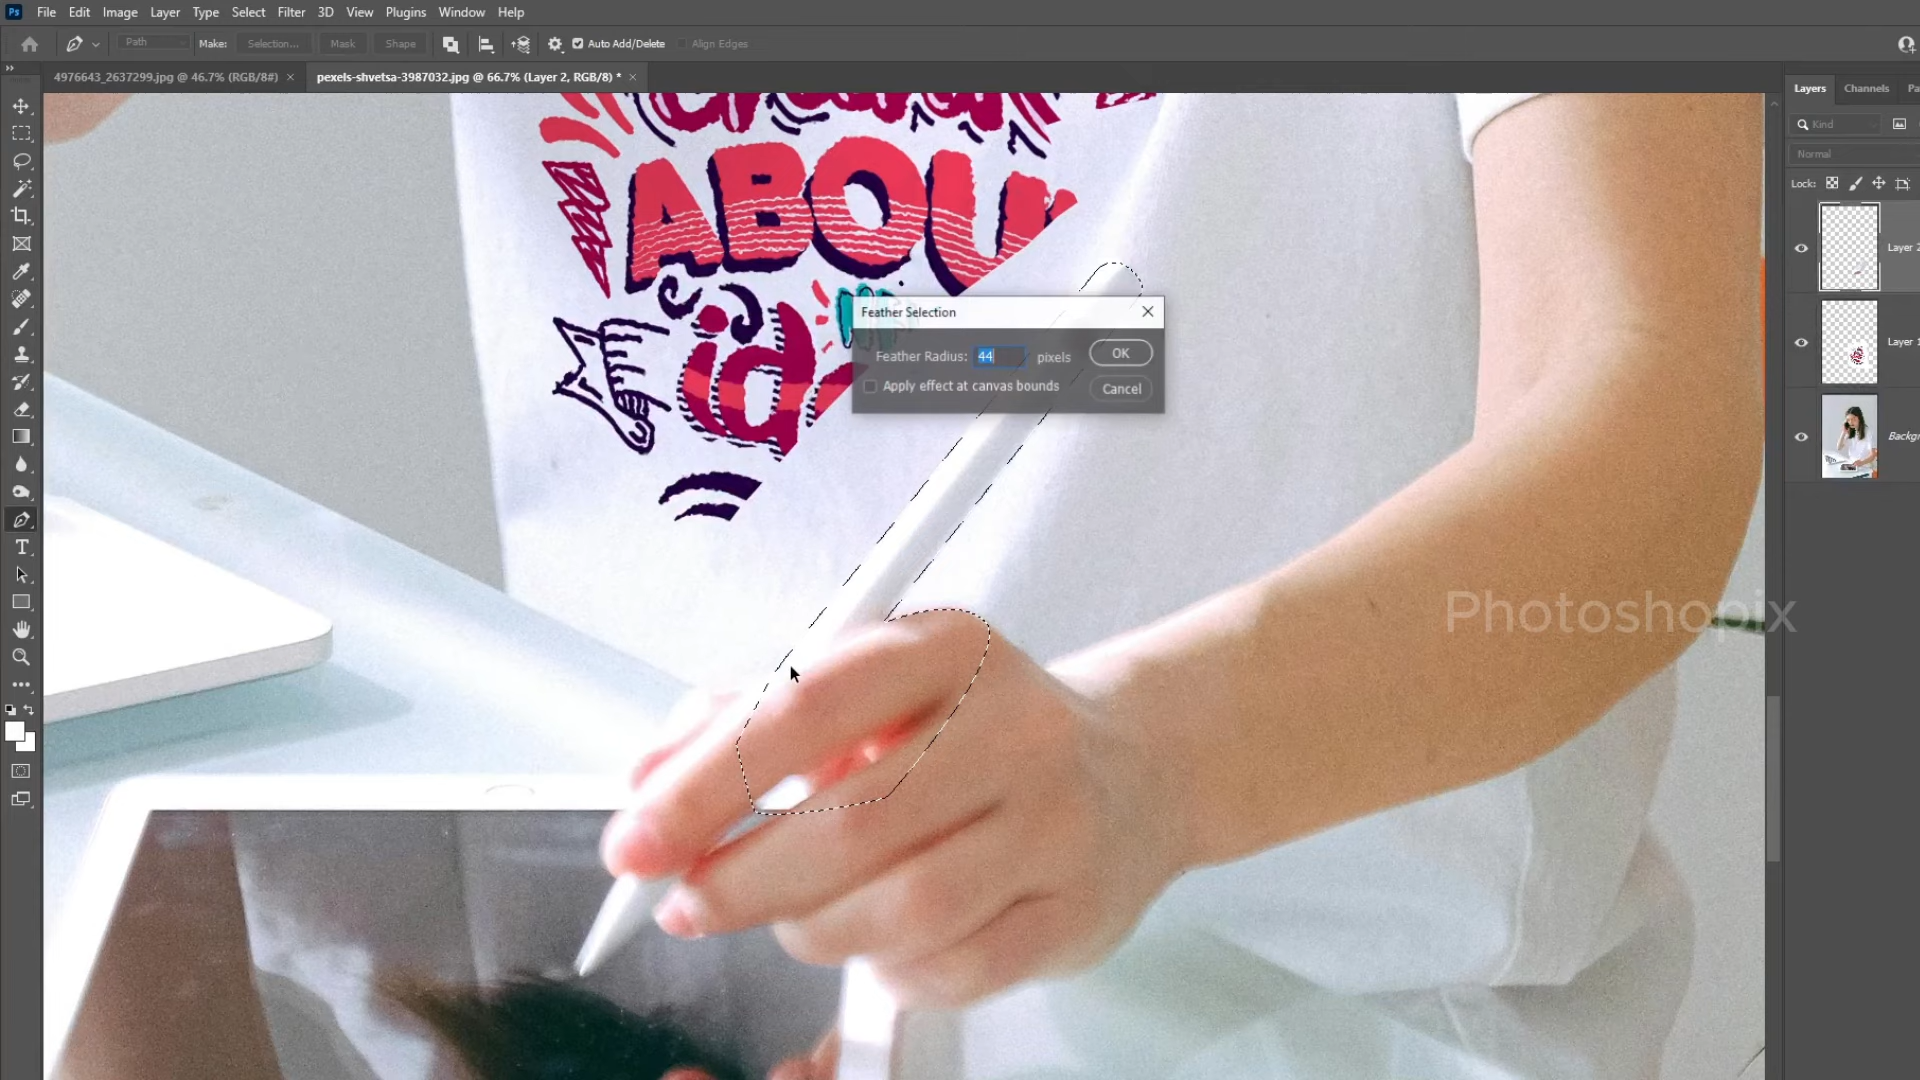 Ps File Edit Image Layer Type Select Filter 3D View Plugins Window Help
Path Make: Selection... Mask Shape Auto Add/Delete Align Edges
4976643_2637299.jpg @ 46.7% (RGB/8#) × pexels-shvetsa-3987032.jpg @ 66.7% (Layer 2, RGB/8) * ×
Layers Channels Pa
Kind
Normal
Lock:
Layer 2
Layer 1
Backgr
ABOU
id
Feather Selection
Feather Radius: 44 pixels OK
Apply effect at canvas bounds Cancel
Photoshopix